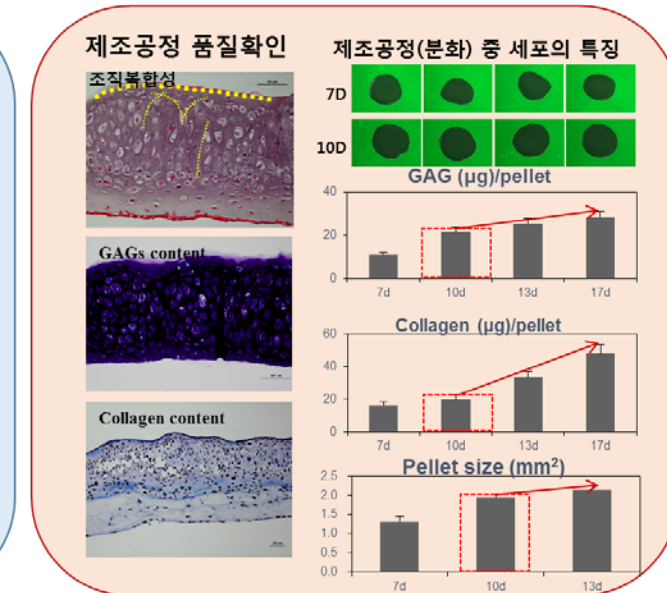 제조공정 품질확인
조직복합성
GAGs content
Collagen content
제조공정(분화) 중 세포의 특징
7D
10D
GAG (μg)/pellet
40
20
0
7d 10d 13d 17d
Collagen (μg)/pellet
60
40
20
0
7d 10d 13d 17d
Pellet size (mm²)
2.5
2.0
1.5
1.0
0.5
0.0
7d 10d 13d